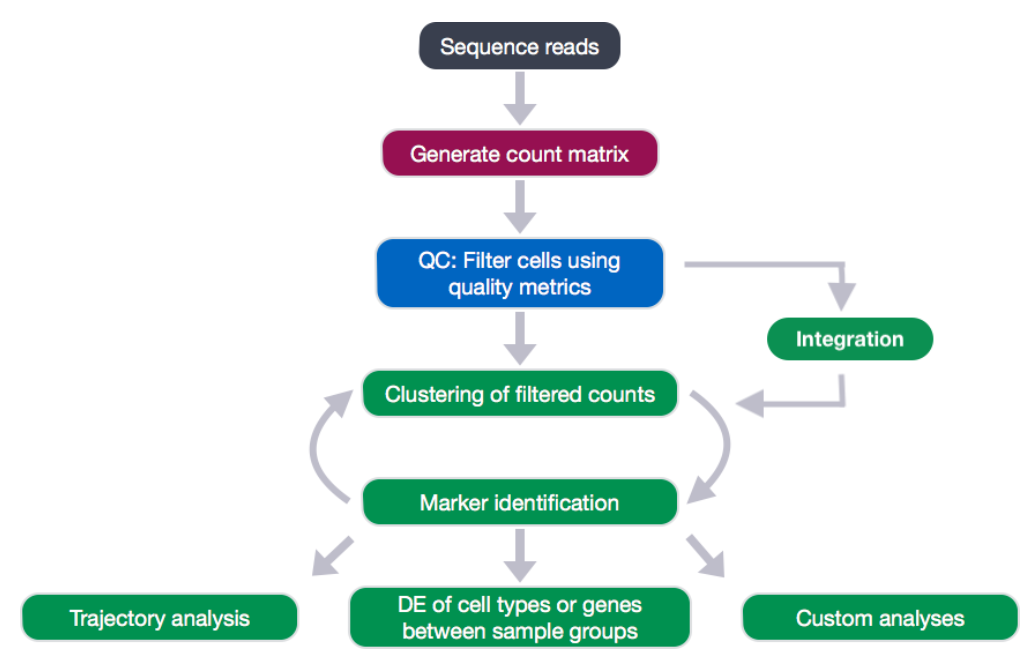 Sequence reads
Generate count matrix
QC: Filter cells using
quality metrics
Integration
Clustering of filtered counts
Marker identification
Trajectory analysis
DE of cell types or genes
between sample groups
Custom analyses